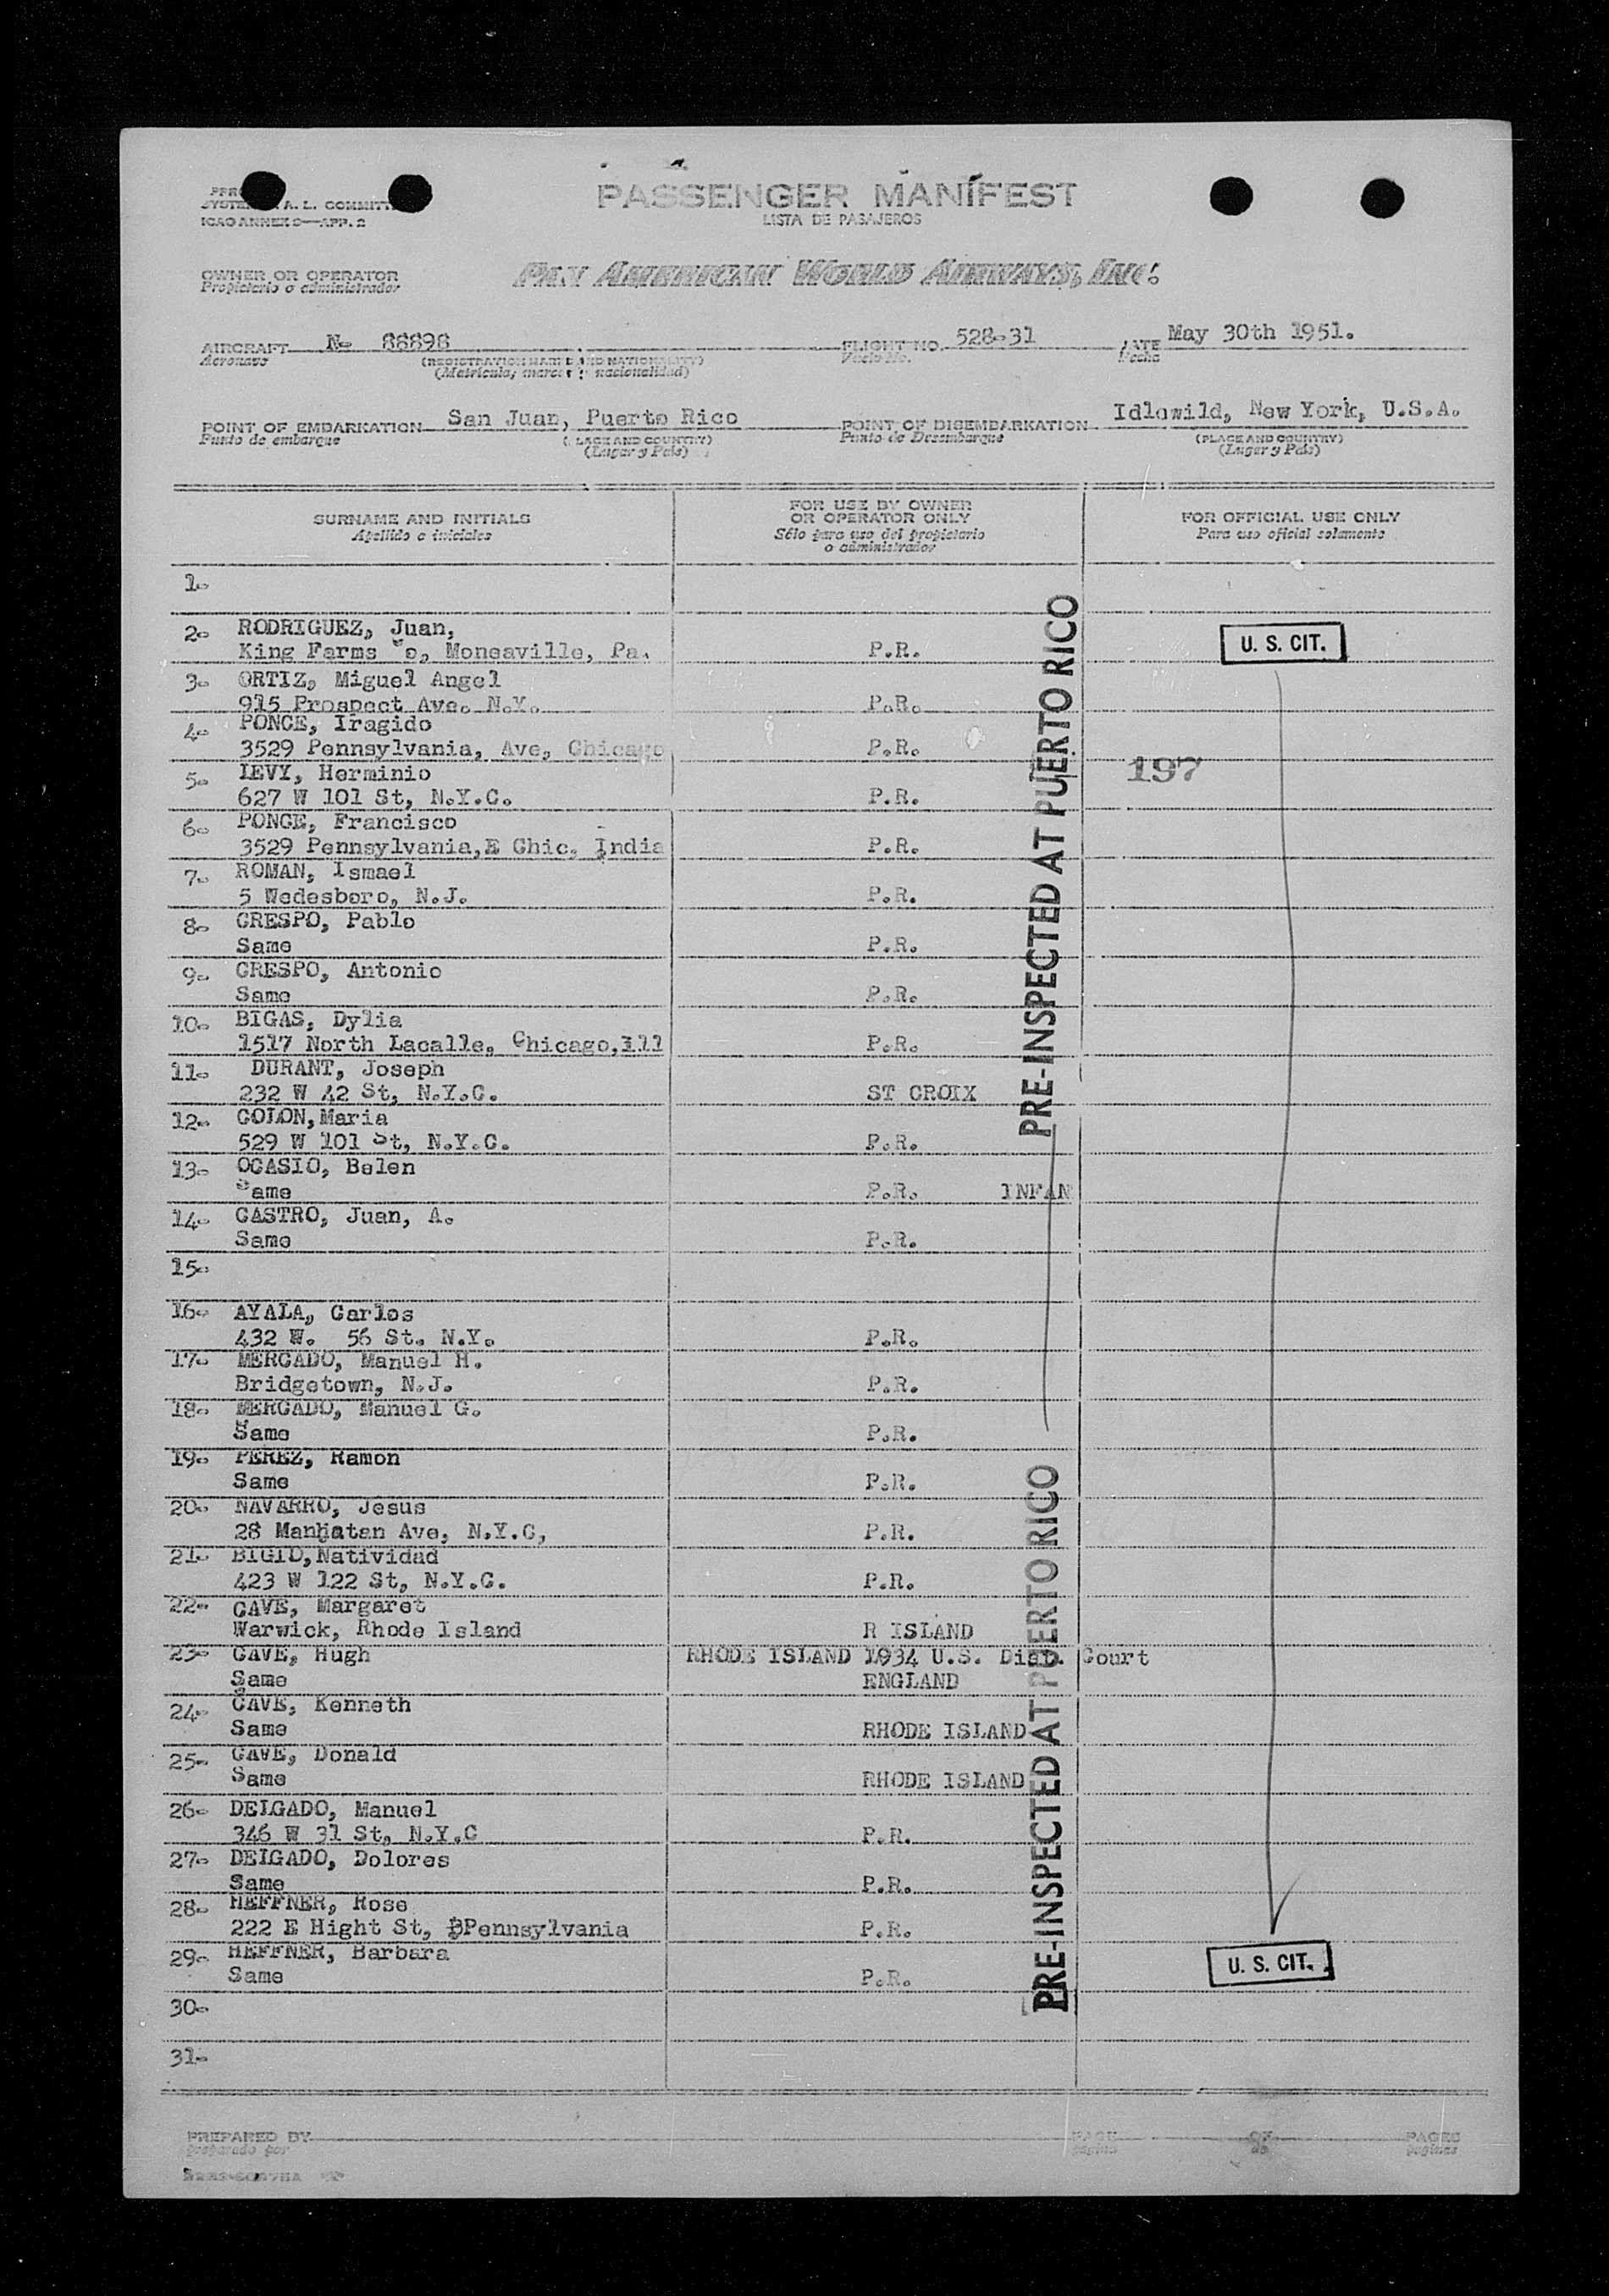 PASSENGER MANIFEST
LISTA DE PASAJEROS
A. L. COMMITT
ICAO ANNEX 9—APP. 2
OWNER OR OPERATOR
Propietario o administrador
PAN AMERICAN WORLD AIRWAYS, INC.
AIRCRAFT N- 88898
Aeronave
(REGISTRATION MARKS AND NATIONALITY)
(Matrícula, marcas y nacionalidad)
FLIGHT NO. 528-31
Vuelo No.
DATE May 30th 1951.
Fecha
POINT OF EMBARKATION San Juan, Puerto Rico
Punto de embarque
(PLACE AND COUNTRY)
(Lugar y País)
POINT OF DISEMBARKATION Idlewild, New York, U.S.A.
Punto de Desembarque
(PLACE AND COUNTRY)
(Lugar y País)
SURNAME AND INITIALS
Apellido e iniciales
FOR USE BY OWNER
OR OPERATOR ONLY
Sólo para uso del propietario
o administrador
FOR OFFICIAL USE ONLY
Para uso oficial solamente
1-
2- RODRIGUEZ, Juan,
King Farms Co, Monsaville, Pa. P.R.
U. S. CIT.
3- ORTIZ, Miguel Angel
915 Prospect Ave. N.Y. P.R.
4- PONCE, Iragido
3529 Pennsylvania, Ave, Chicago P.R.
197
5- LEVY, Herminio
627 W 101 St, N.Y.C. P.R.
6- PONCE, Francisco
3529 Pennsylvania,E Chic, India P.R.
7- ROMAN, Ismael
5 Wedesboro, N.J. P.R.
8- CRESPO, Pablo
Same P.R.
9- CRESPO, Antonio
Same P.R.
10- BIGAS, Dylia
1517 North Lacalle, Chicago,Ill P.R.
11- DURANT, Joseph
232 W 42 St, N.Y.C. ST CROIX
12- COLON,Maria
529 W 101 St, N.Y.C. P.R.
13- OCASIO, Belen
Same P.R. INFAN
14- CASTRO, Juan, A.
Same P.R.
15-
16- AYALA, Carlos
432 W. 56 St. N.Y. P.R.
17- MERCADO, Manuel H.
Bridgetown, N.J. P.R.
18- MERCADO, Manuel G.
Same P.R.
19- PEREZ, Ramon
Same P.R.
20- NAVARRO, Jesus
28 Manhatan Ave, N.Y.C, P.R.
21- BIGIO,Natividad
423 W 122 St, N.Y.C. P.R.
22- CAVE, Margaret
Warwick, Rhode Island R ISLAND
23- CAVE, Hugh RHODE ISLAND 1934 U.S. Dist. Court
Same ENGLAND
24- CAVE, Kenneth
Same RHODE ISLAND
25- CAVE, Donald
Same RHODE ISLAND
26- DELGADO, Manuel
346 W 31 St, N.Y.C P.R.
27- DELGADO, Dolores
Same P.R.
28- HEFFNER, Rose
222 E Hight St, Pennsylvania P.R.
29- HEFFNER, Barbara
Same P.R.
U. S. CIT.
30-
31-
PRE-INSPECTED AT PUERTO RICO
PRE-INSPECTED AT PUERTO RICO
PREPARED BY
preparado por
PAGE
página
OF
de
PAGES
páginas